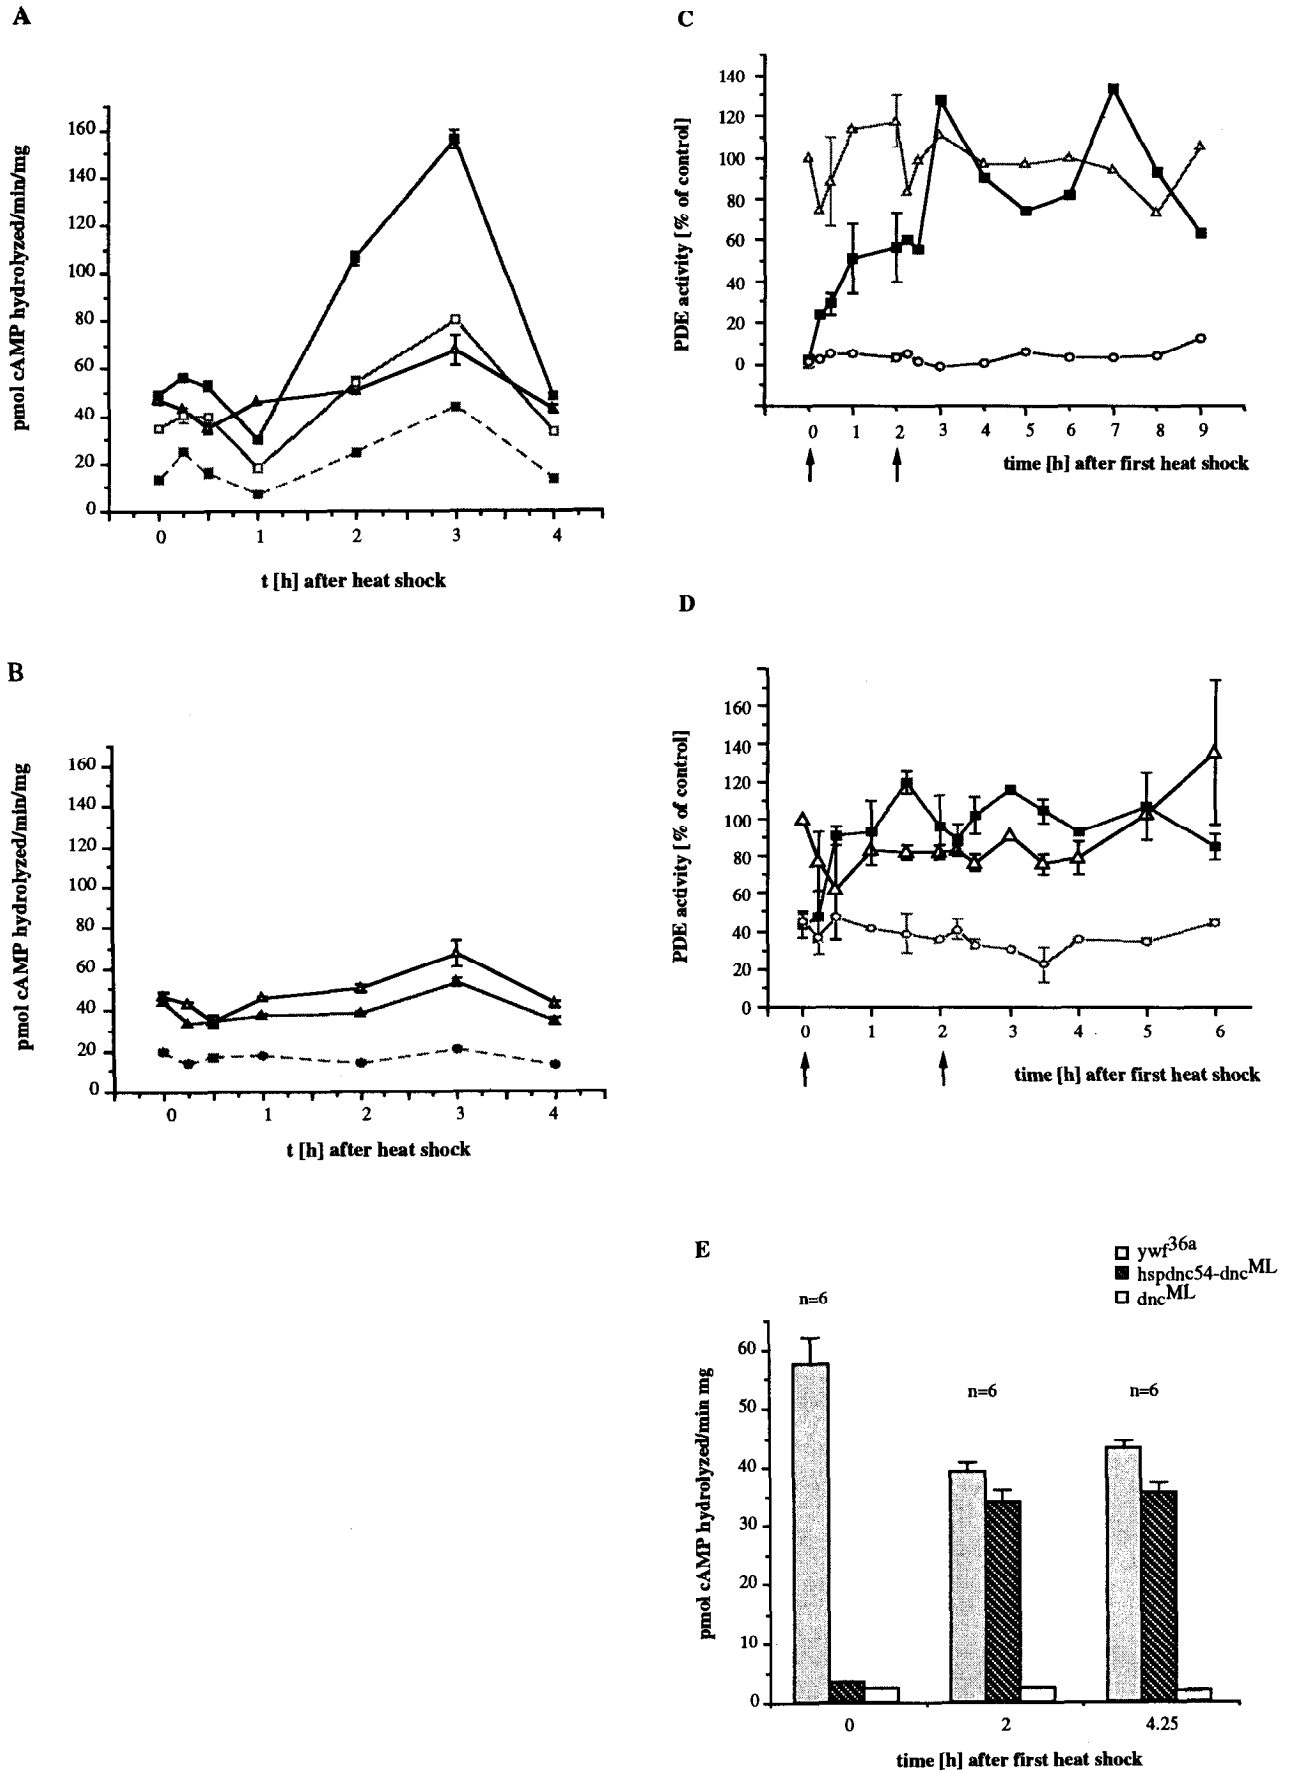 A
pmol cAMP hydrolyzed/min/mg
160
140
120
100
80
60
40
20
0
0 1 2 3 4
t [h] after heat shock
B
pmol cAMP hydrolyzed/min/mg
160
140
120
100
80
60
40
20
0
0 1 2 3 4
t [h] after heat shock
C
PDE activity [% of control]
140
120
100
80
60
40
20
0
0 1 2 3 4 5 6 7 8 9
time [h] after first heat shock
D
PDE activity [% of control]
160
140
120
100
80
60
40
20
0
0 1 2 3 4 5 6
time [h] after first heat shock
E
ywf36a
hspdnc54-dncML
dncML
n=6
n=6
n=6
pmol cAMP hydrolyzed/min mg
60
50
40
30
20
10
0
0 2 4.25
time [h] after first heat shock